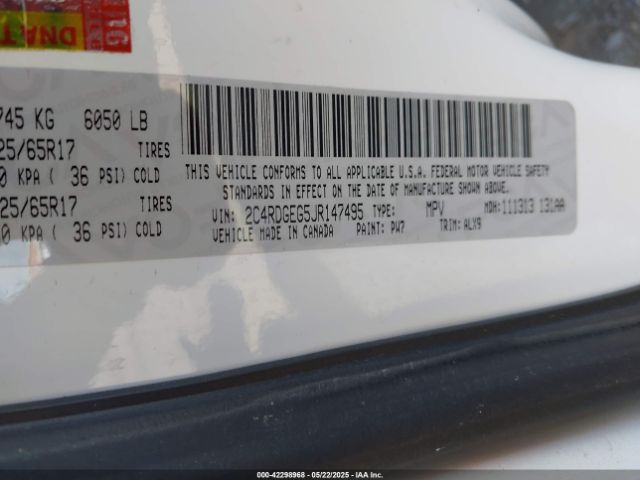 DNA T
745 KG 6050 LB
25/65R17 TIRES
0 KPA ( 36 PSI) COLD
25/65R17 TIRES
0 KPA ( 36 PSI) COLD
THIS VEHICLE CONFORMS TO ALL APPLICABLE U.S.A. FEDERAL MOTOR VEHICLE SAFETY
STANDARDS IN EFFECT ON THE DATE OF MANUFACTURE SHOWN ABOVE.
VIN: 2C4RDGEG5JR147495 TYPE: MPV MDH:111313 131AA
VEHICLE MADE IN CANADA PAINT: PW7 TRIM: ALX9
000-42298968 - 05/22/2025 - IAA Inc.